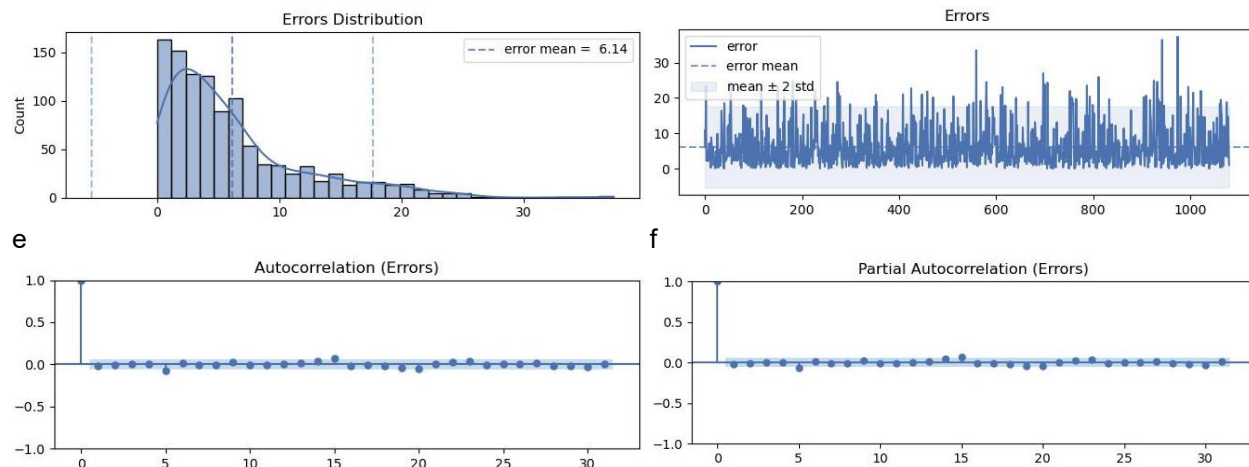 Errors Distribution
error mean = 6.14
Count
150
100
50
0
0 10 20 30
Errors
error
error mean
mean ± 2 std
30
20
10
0
0 200 400 600 800 1000
e
Autocorrelation (Errors)
1.0
0.5
0.0
−0.5
−1.0
0 5 10 15 20 25 30
f
Partial Autocorrelation (Errors)
1.0
0.5
0.0
−0.5
−1.0
0 5 10 15 20 25 30